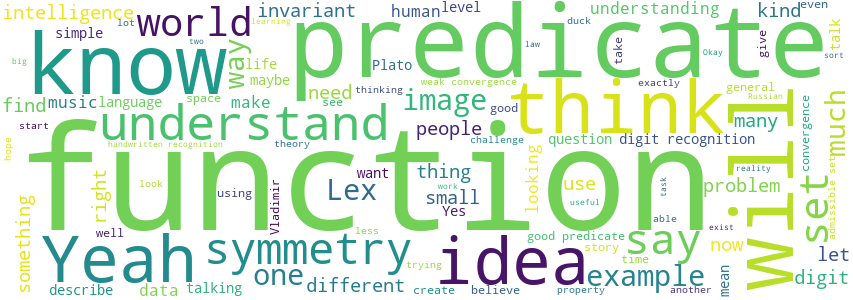 intelligence
lot
learning
two
simple
big
world
invariant
human
level
understanding
kind
even
duck
take
give
talk
law
Okay
sort
know
predicate
way
life
maybe
Plato
weak convergence
thinking
exactly
general
Russian
find
music
language
space
make
need
see
image
good
think
many
much
start
understand
people
challenge
question
digit recognition
convergence
hope
handwritten recognition
theory
function
Will
look
right
using
Vladimir
want
thing
work
looking
use
useful
task
problem
reality
set
admissible set
Lex
small
Yes
able
exist
something
well
less
good predicate
say
now
let
Yeah
symmetry
idea
story
time
one
different
trying
example
mean
digit
describe
data
talking
create
believe
property
another